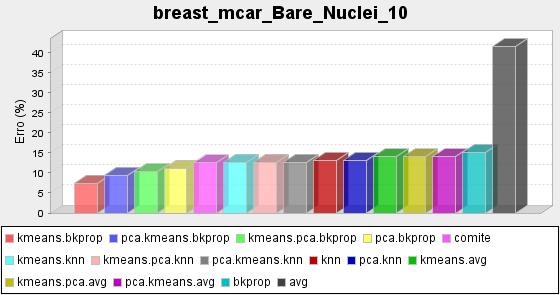 breast_mcar_Bare_Nuclei_10
Erro (%)
40
35
30
25
20
15
10
5
0
kmeans.bkprop pca.kmeans.bkprop kmeans.pca.bkprop pca.bkprop comite
kmeans.knn kmeans.pca.knn pca.kmeans.knn knn pca.knn kmeans.avg
kmeans.pca.avg pca.kmeans.avg bkprop avg